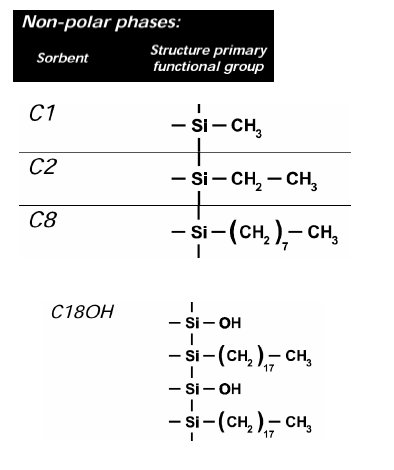 Non-polar phases:
Sorbent
Structure primary
functional group
C1
– Si – CH3
C2
– Si – CH2 – CH3
C8
– Si – (CH2)7 – CH3
C18OH
– Si – OH
– Si – (CH2)17 – CH3
– Si – OH
– Si – (CH2)17 – CH3